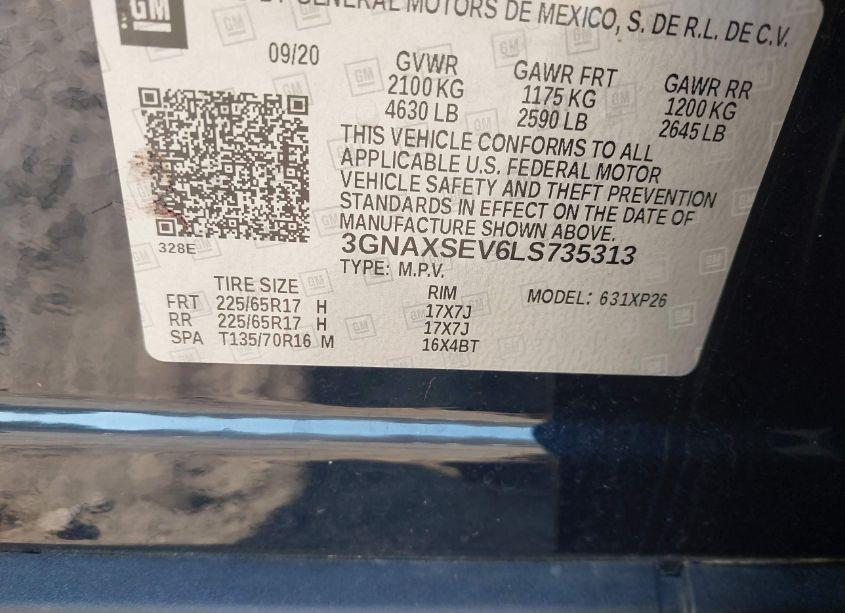 GM
GENERAL MOTORS DE MEXICO, S. DE R.L. DE C.V.
09/20
GVWR
2100 KG
4630 LB
GAWR FRT
1175 KG
2590 LB
GAWR RR
1200 KG
2645 LB
THIS VEHICLE CONFORMS TO ALL
APPLICABLE U.S. FEDERAL MOTOR
VEHICLE SAFETY AND THEFT PREVENTION
STANDARDS IN EFFECT ON THE DATE OF
MANUFACTURE SHOWN ABOVE.
328E
3GNAXSEV6LS735313
TYPE: M.P.V.
MODEL: 631XP26
TIRE SIZE RIM
FRT 225/65R17 H 17X7J
RR 225/65R17 H 17X7J
SPA T135/70R16 M 16X4BT